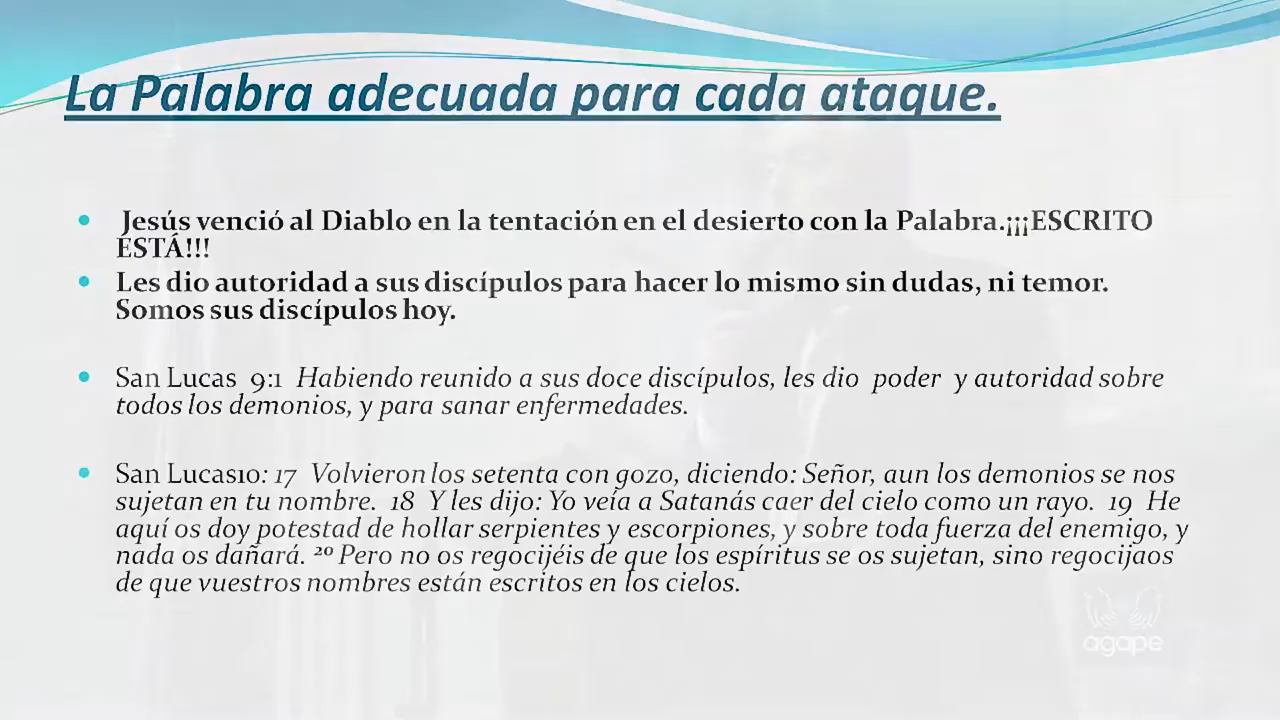 La Palabra adecuada para cada ataque.
Jesús venció al Diablo en la tentación en el desierto con la Palabra.¡¡¡ESCRITO
ESTÁ!!!
Les dio autoridad a sus discípulos para hacer lo mismo sin dudas, ni temor.
Somos sus discípulos hoy.
San Lucas 9:1 Habiendo reunido a sus doce discípulos, les dio poder y autoridad sobre
todos los demonios, y para sanar enfermedades.
San Lucas10: 17 Volvieron los setenta con gozo, diciendo: Señor, aun los demonios se nos
sujetan en tu nombre. 18 Y les dijo: Yo veía a Satanás caer del cielo como un rayo. 19 He
aquí os doy potestad de hollar serpientes y escorpiones, y sobre toda fuerza del enemigo, y
nada os dañará. 20 Pero no os regocijéis de que los espíritus se os sujetan, sino regocijaos
de que vuestros nombres están escritos en los cielos.
agape